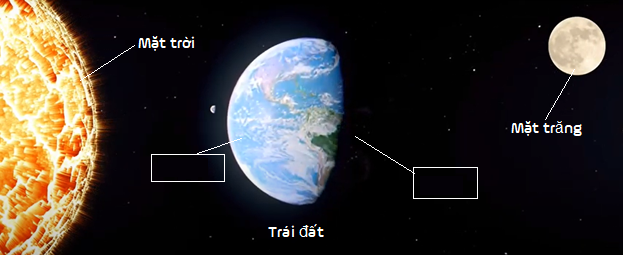 Mặt trời
Mặt trăng
Trái đất